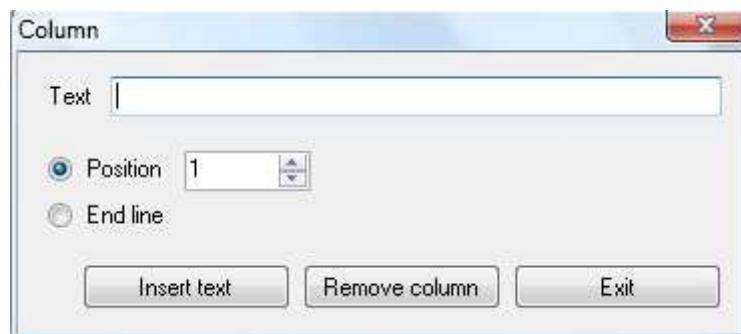 Column
Text
Position 1
End line
Insert text Remove column Exit